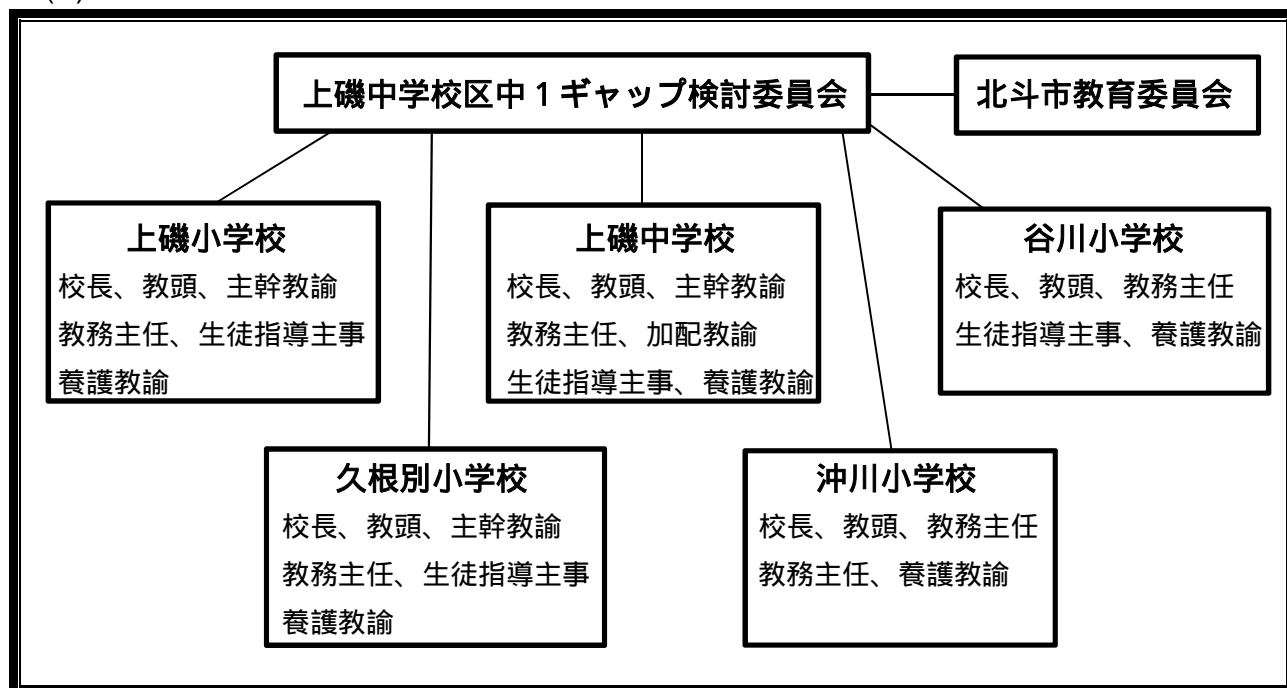 上磯中学校区中1ギャップ検討委員会
北斗市教育委員会
上磯小学校
校長、教頭、主幹教諭
教務主任、生徒指導主事
養護教諭
上磯中学校
校長、教頭、主幹教諭
教務主任、加配教諭
生徒指導主事、養護教諭
谷川小学校
校長、教頭、教務主任
生徒指導主事、養護教諭
久根別小学校
校長、教頭、主幹教諭
教務主任、生徒指導主事
養護教諭
沖川小学校
校長、教頭、教務主任
教務主任、養護教諭